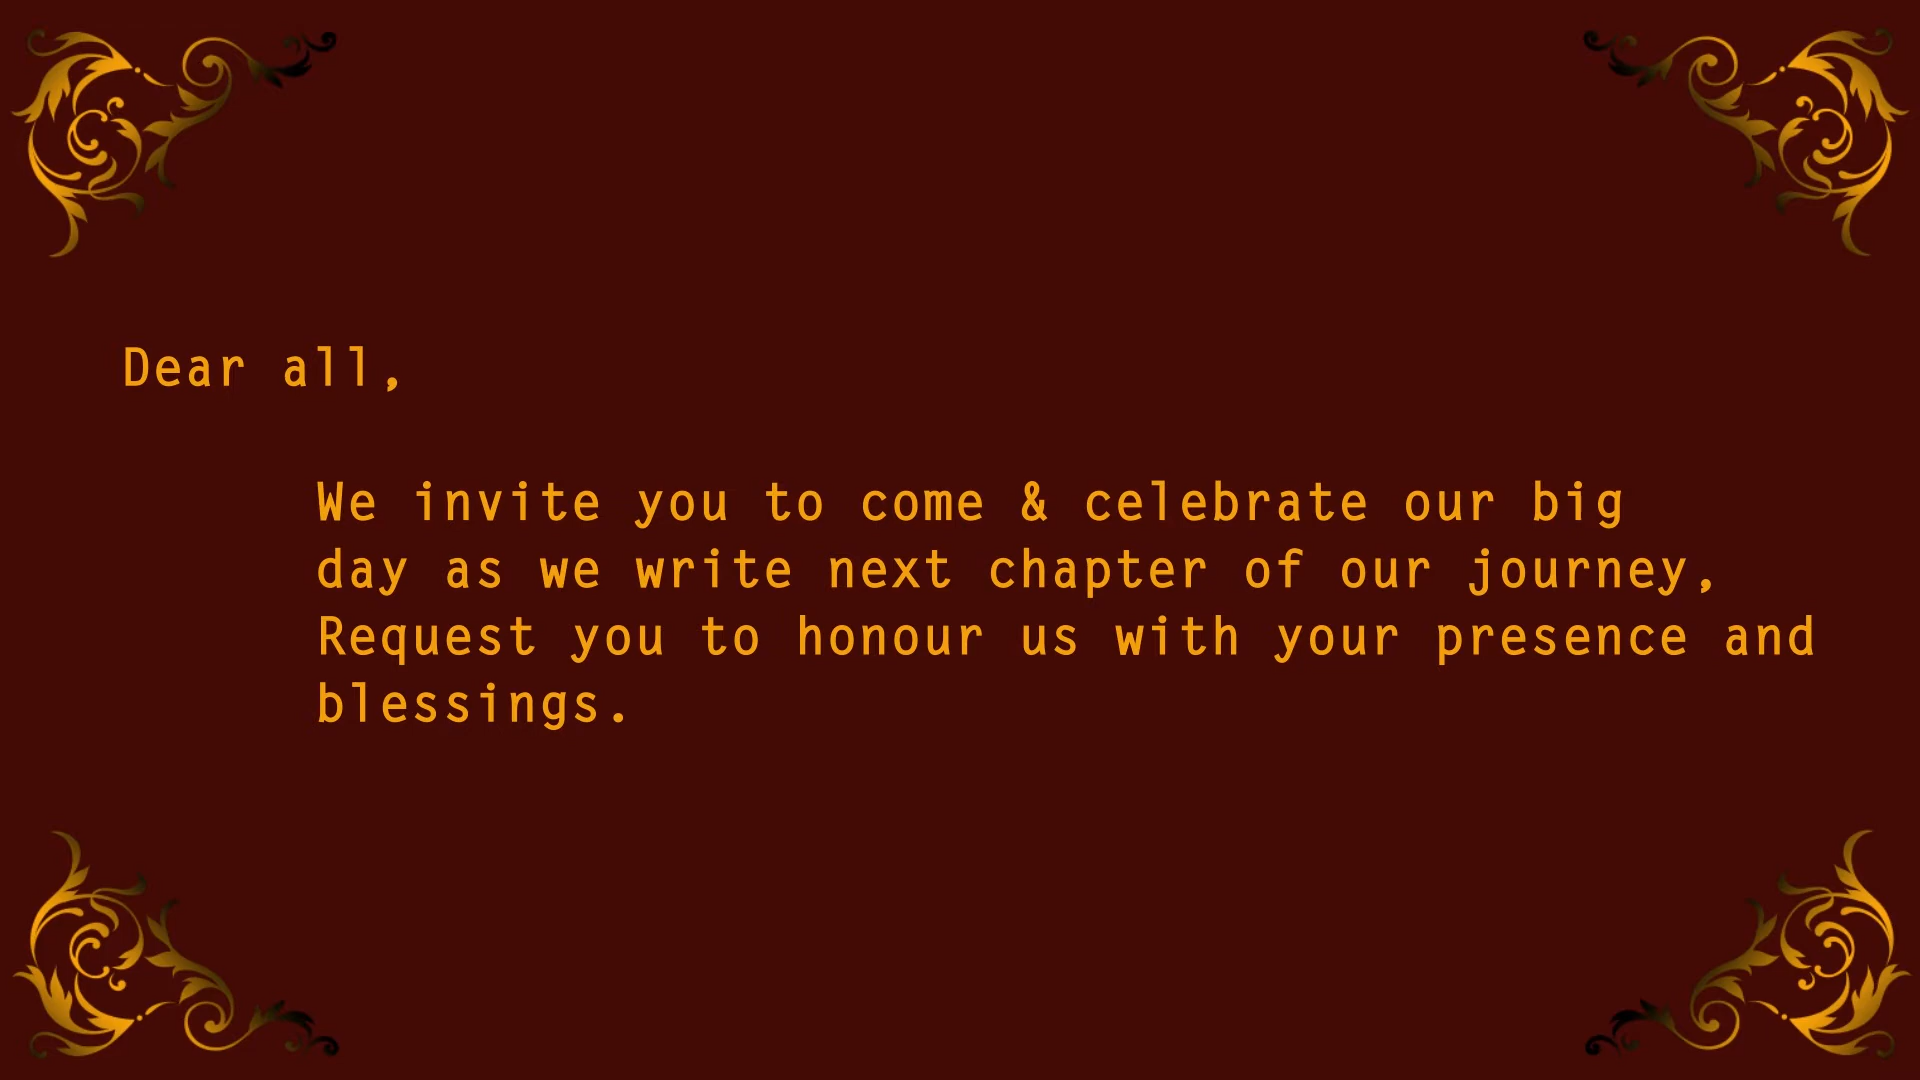 Dear all,
We invite you to come & celebrate our big
day as we write next chapter of our journey,
Request you to honour us with your presence and
blessings.